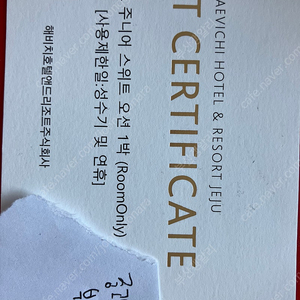 AEVICHI HOTEL & RESORT JEJU
T CERTIFICATE
주니어 스위트 오션 1박 (RoomOnly)
[사용제한일:성수기 및 연휴]
해비치호텔앤드리조트주식회사